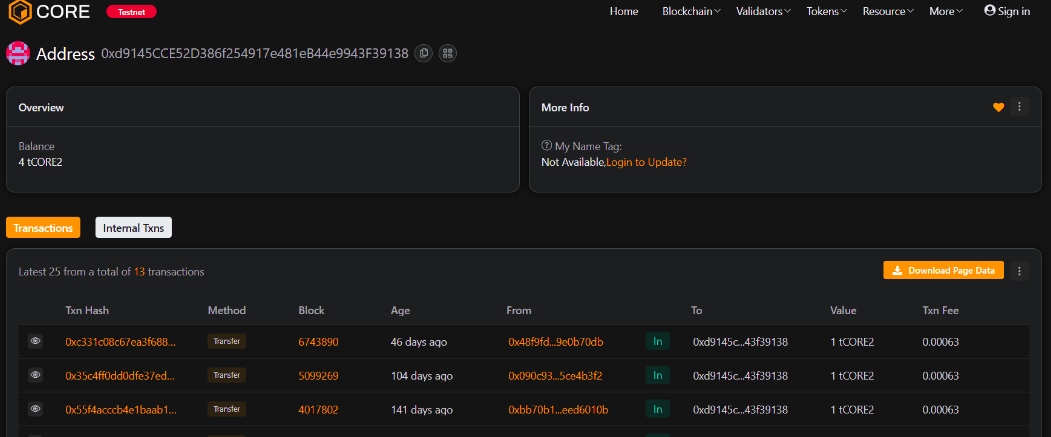 CORE Testnet Home Blockchain Validators Tokens Resource More Sign in
Address 0xd9145CCE52D386f254917e481eB44e9943F39138
Overview
Balance
4 tCORE2
More Info
My Name Tag:
Not Available,Login to Update?
Transactions Internal Txns
Latest 25 from a total of 13 transactions
Download Page Data
Txn Hash Method Block Age From To Value Txn Fee
0xc331c08c67ea3f688... Transfer 6743890 46 days ago 0x48f9fd...9e0b70db In 0xd9145c...43f39138 1 tCORE2 0.00063
0x35c4ff0dd0dfe37ed... Transfer 5099269 104 days ago 0x090c93...5ce4b3f2 In 0xd9145c...43f39138 1 tCORE2 0.00063
0x55f4acccb4e1baab1... Transfer 4017802 141 days ago 0xbb70b1...eed6010b In 0xd9145c...43f39138 1 tCORE2 0.00063